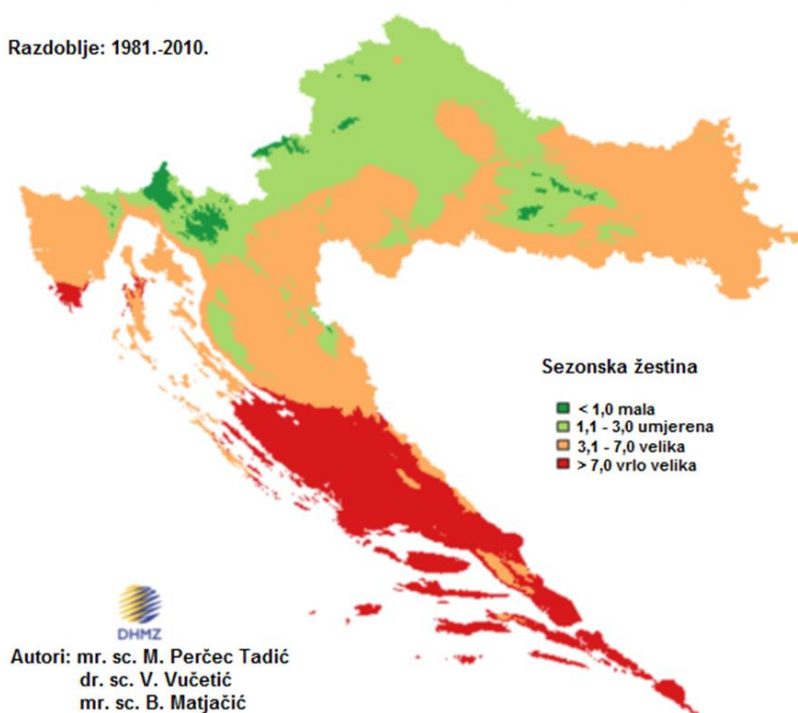 Razdoblje: 1981.-2010.
Sezonska žestina
< 1,0 mala
1,1 - 3,0 umjerena
3,1 - 7,0 velika
> 7,0 vrlo velika
DHMZ
Autori: mr. sc. M. Perčec Tadić
dr. sc. V. Vučetić
mr. sc. B. Matjačić